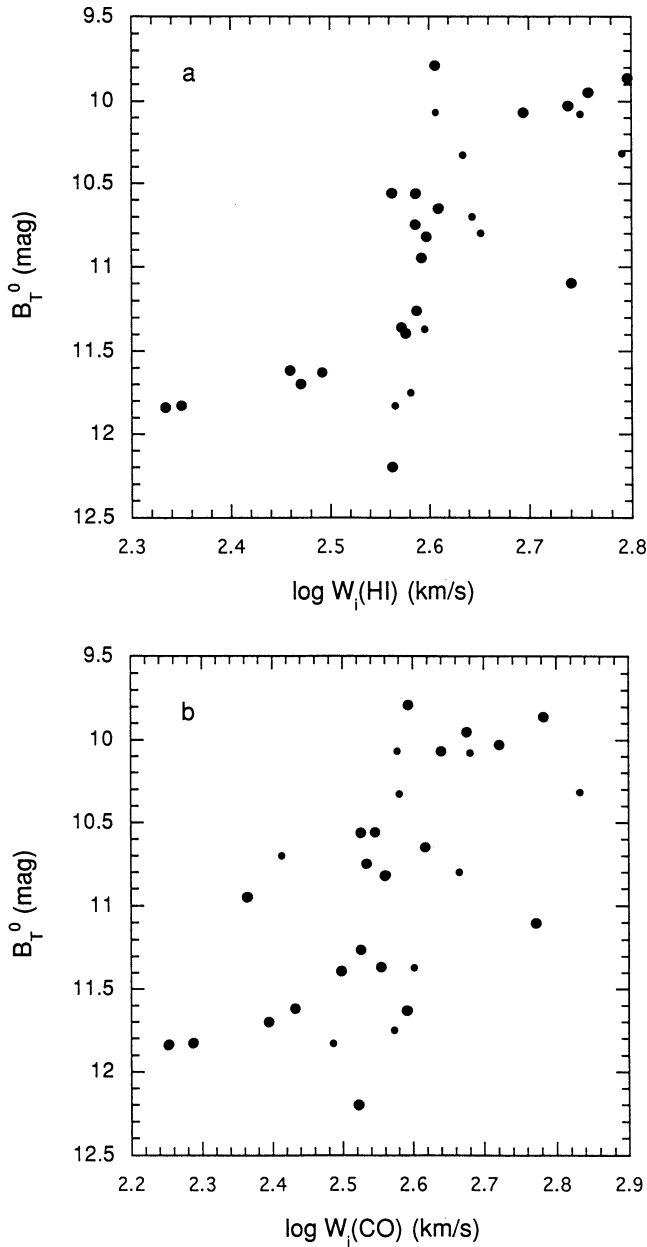 a
9.5
10
10.5
11
11.5
12
12.5
B_T^0 (mag)
2.3 2.4 2.5 2.6 2.7 2.8
log W_i(HI) (km/s)
b
9.5
10
10.5
11
11.5
12
12.5
B_T^0 (mag)
2.2 2.3 2.4 2.5 2.6 2.7 2.8 2.9
log W_i(CO) (km/s)